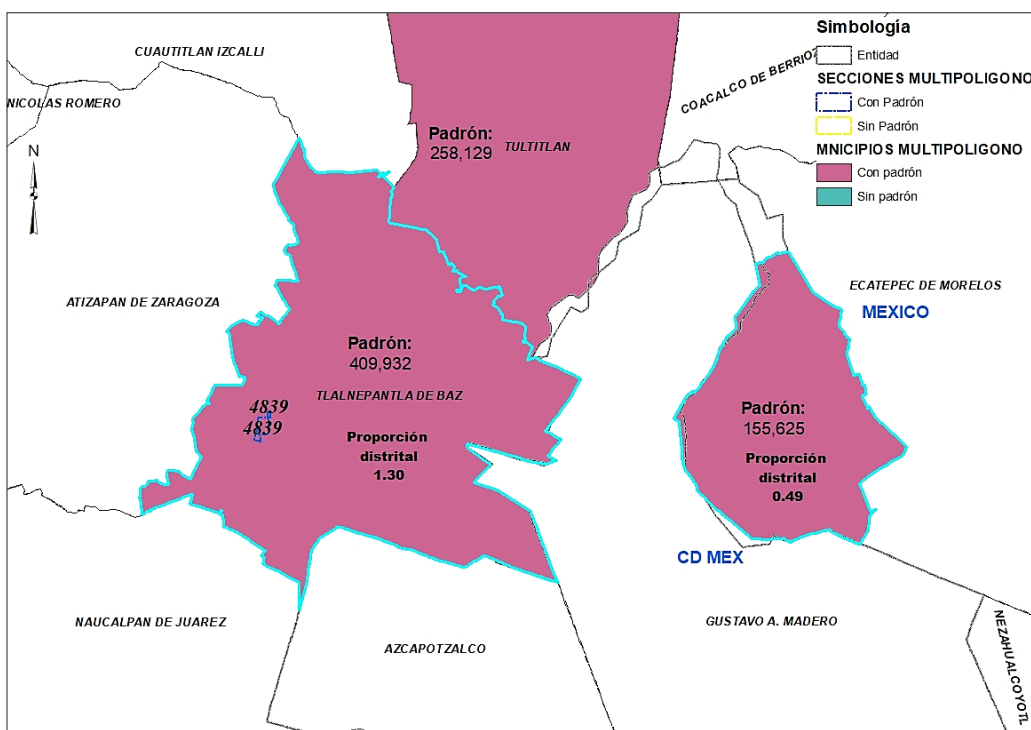 Simbología
Entidad
SECCIONES MULTIPOLIGONO
Con Padrón
Sin Padrón
MNICIPIOS MULTIPOLIGONO
Con padrón
Sin padrón
CUAUTITLAN IZCALLI
NICOLAS ROMERO
N
COACALCO DE BERRIOZ
Padrón:
258,129
TULTITLAN
ATIZAPAN DE ZARAGOZA
ECATEPEC DE MORELOS
MEXICO
Padrón:
409,932
TLALNEPANTLA DE BAZ
4839
4839
Proporción
distrital
1.30
Padrón:
155,625
Proporción
distrital
0.49
CD MEX
NAUCALPAN DE JUAREZ
AZCAPOTZALCO
GUSTAVO A. MADERO
NEZAHUALCOYOTL